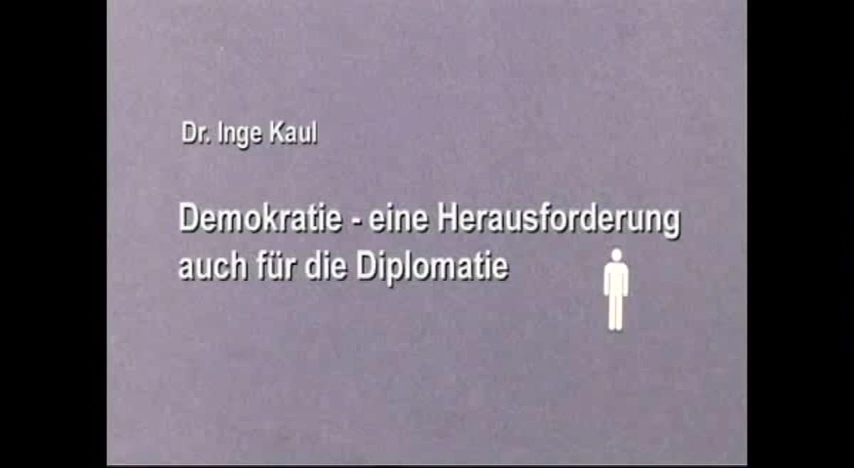 Dr. Inge Kaul
Demokratie - eine Herausforderung
auch für die Diplomatie